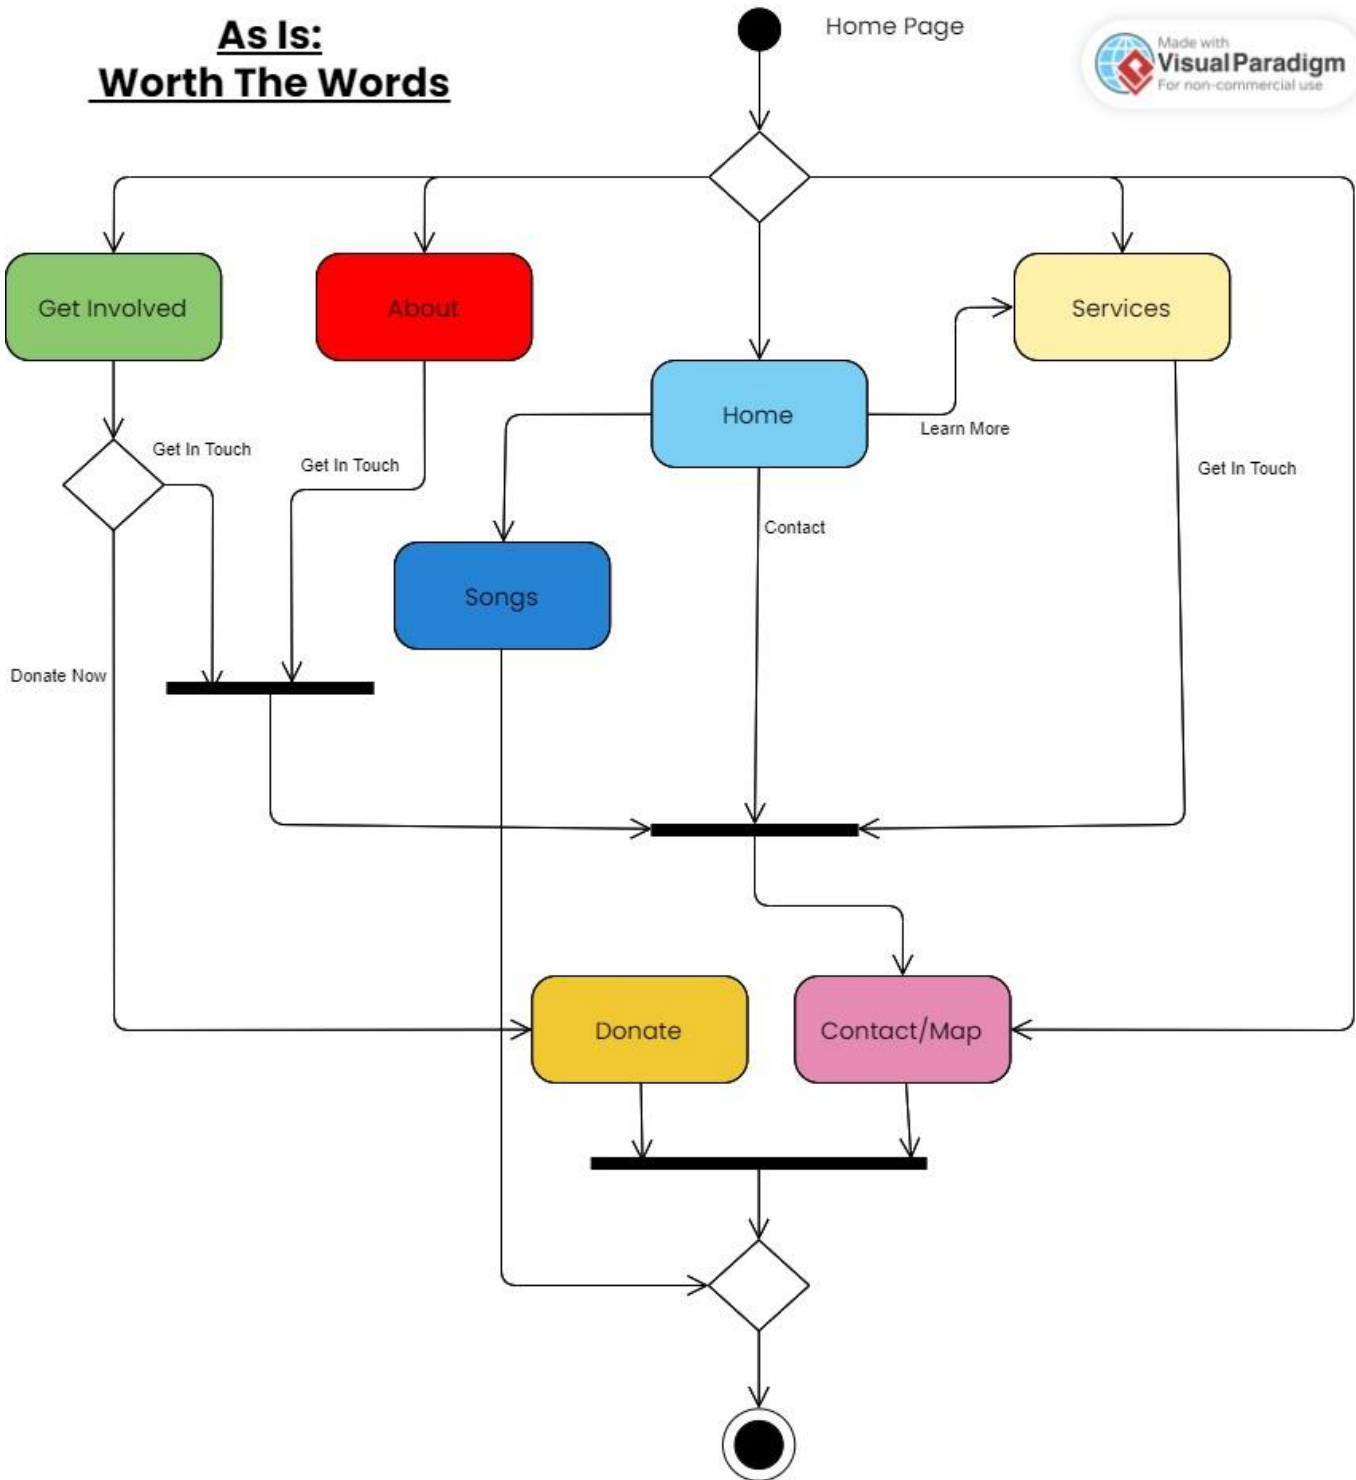 As Is:
Worth The Words
Home Page
Made with
Visual Paradigm
For non-commercial use
Get Involved
About
Services
Home
Learn More
Get In Touch
Get In Touch
Get In Touch
Contact
Songs
Donate Now
Donate
Contact/Map